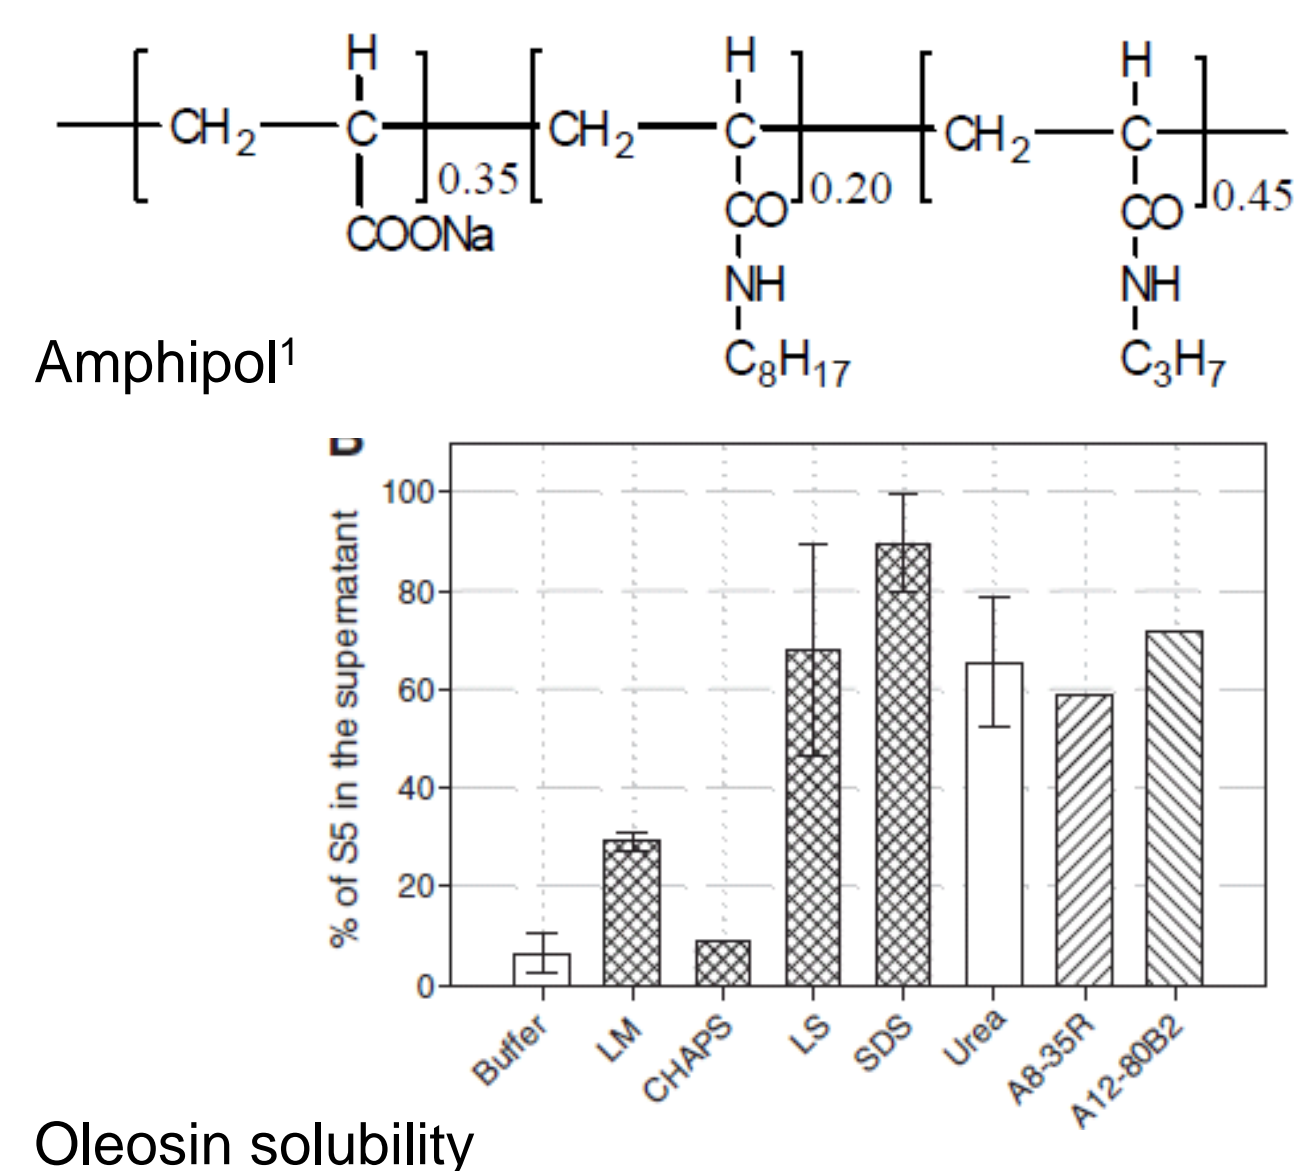 H H H
CH₂ C CH₂ C CH₂ C
0.35 0.20 0.45
COONa CO CO
NH NH
C₈H₁₇ C₃H₇
Amphipol¹
% of S5 in the supernatant
100
80
60
40
20
0
Buffer LM CHAPS LS SDS Urea A8-35R A12-80B2
Oleosin solubility